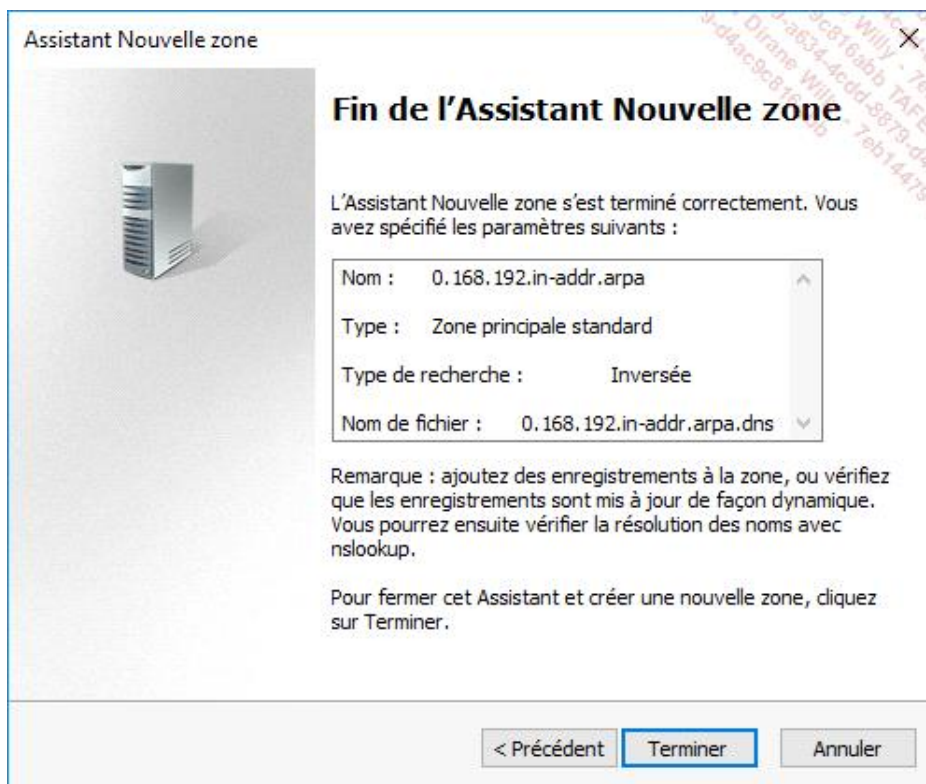 Assistant Nouvelle zone
Fin de l'Assistant Nouvelle zone
L'Assistant Nouvelle zone s'est terminé correctement. Vous
avez spécifié les paramètres suivants :
Nom : 0.168.192.in-addr.arpa
Type : Zone principale standard
Type de recherche : Inversée
Nom de fichier : 0.168.192.in-addr.arpa.dns
Remarque : ajoutez des enregistrements à la zone, ou vérifiez
que les enregistrements sont mis à jour de façon dynamique.
Vous pourrez ensuite vérifier la résolution des noms avec
nslookup.
Pour fermer cet Assistant et créer une nouvelle zone, cliquez
sur Terminer.
< Précédent Terminer Annuler